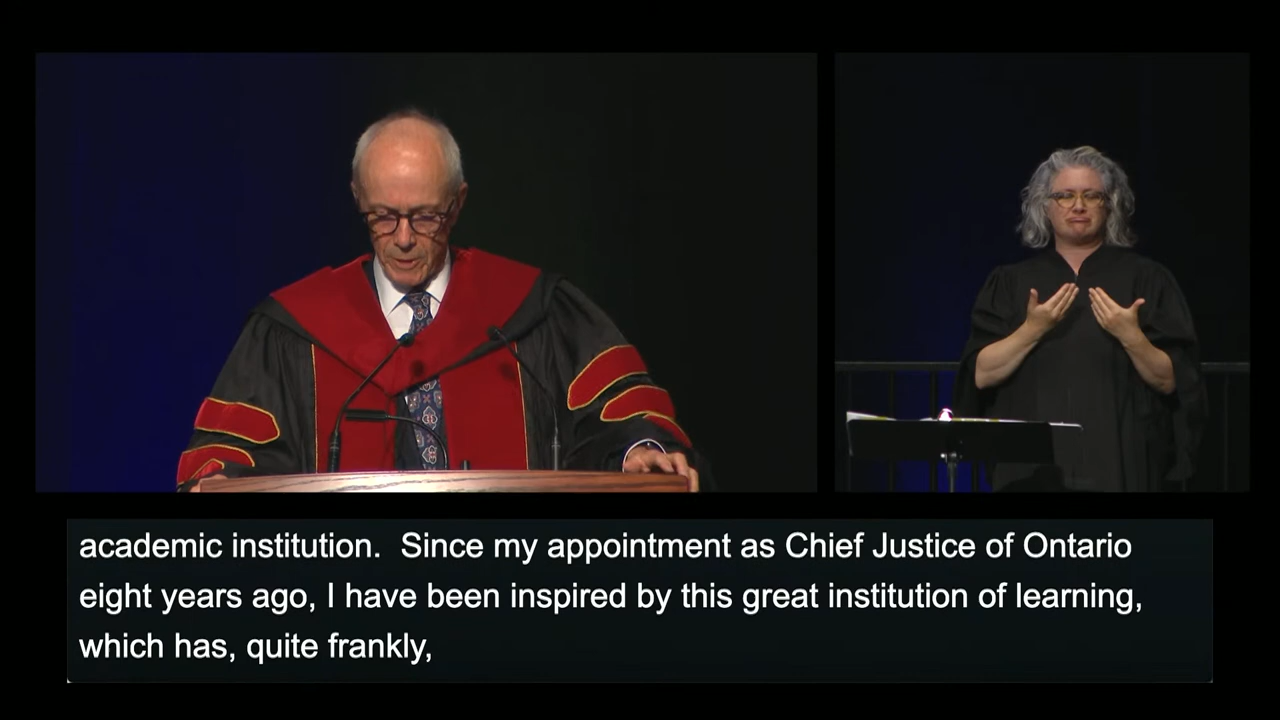 academic institution.  Since my appointment as Chief Justice of Ontario
eight years ago, I have been inspired by this great institution of learning,
which has, quite frankly,